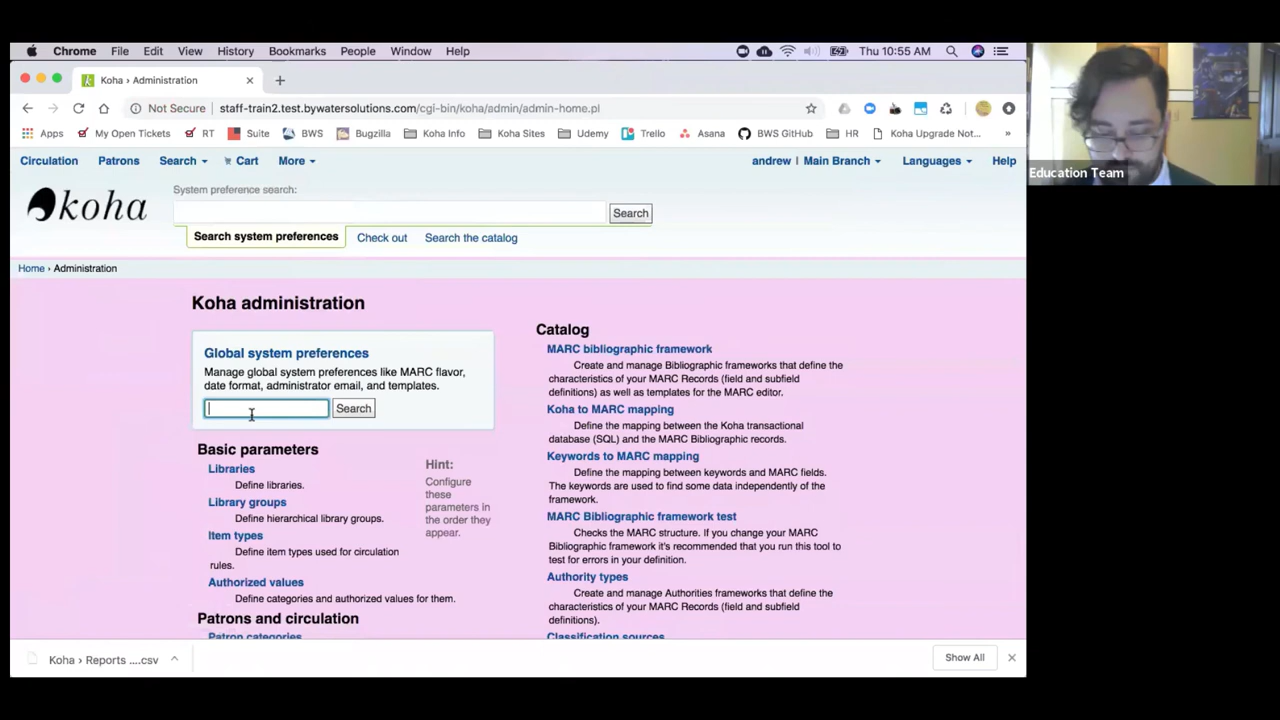 Chrome File Edit View History Bookmarks People Window Help Thu 10:55 AM
Koha › Administration
Not Secure staff-train2.test.bywatersolutions.com/cgi-bin/koha/admin/admin-home.pl
Apps My Open Tickets RT Suite BWS Bugzilla Koha Info Koha Sites Udemy Trello Asana BWS GitHub HR Koha Upgrade Not... »
Circulation Patrons Search Cart More andrew | Main Branch Languages Help
Education Team
koha
System preference search:
Search
Search system preferences Check out Search the catalog
Home › Administration
Koha administration
Global system preferences
Manage global system preferences like MARC flavor,
date format, administrator email, and templates.
Search
Basic parameters
Libraries
Define libraries.
Library groups
Define hierarchical library groups.
Item types
Define item types used for circulation
rules.
Authorized values
Define categories and authorized values for them.
Hint:
Configure
these
parameters in
the order they
appear.
Patrons and circulation
Patron categories
Catalog
MARC bibliographic framework
Create and manage Bibliographic frameworks that define the
characteristics of your MARC Records (field and subfield
definitions) as well as templates for the MARC editor.
Koha to MARC mapping
Define the mapping between the Koha transactional
database (SQL) and the MARC Bibliographic records.
Keywords to MARC mapping
Define the mapping between keywords and MARC fields.
The keywords are used to find some data independently of the
framework.
MARC Bibliographic framework test
Checks the MARC structure. If you change your MARC
Bibliographic framework it's recommended that you run this tool to
test for errors in your definition.
Authority types
Create and manage Authorities frameworks that define the
characteristics of your MARC Records (field and subfield
definitions).
Classification sources
Koha › Reports ....csv
Show All